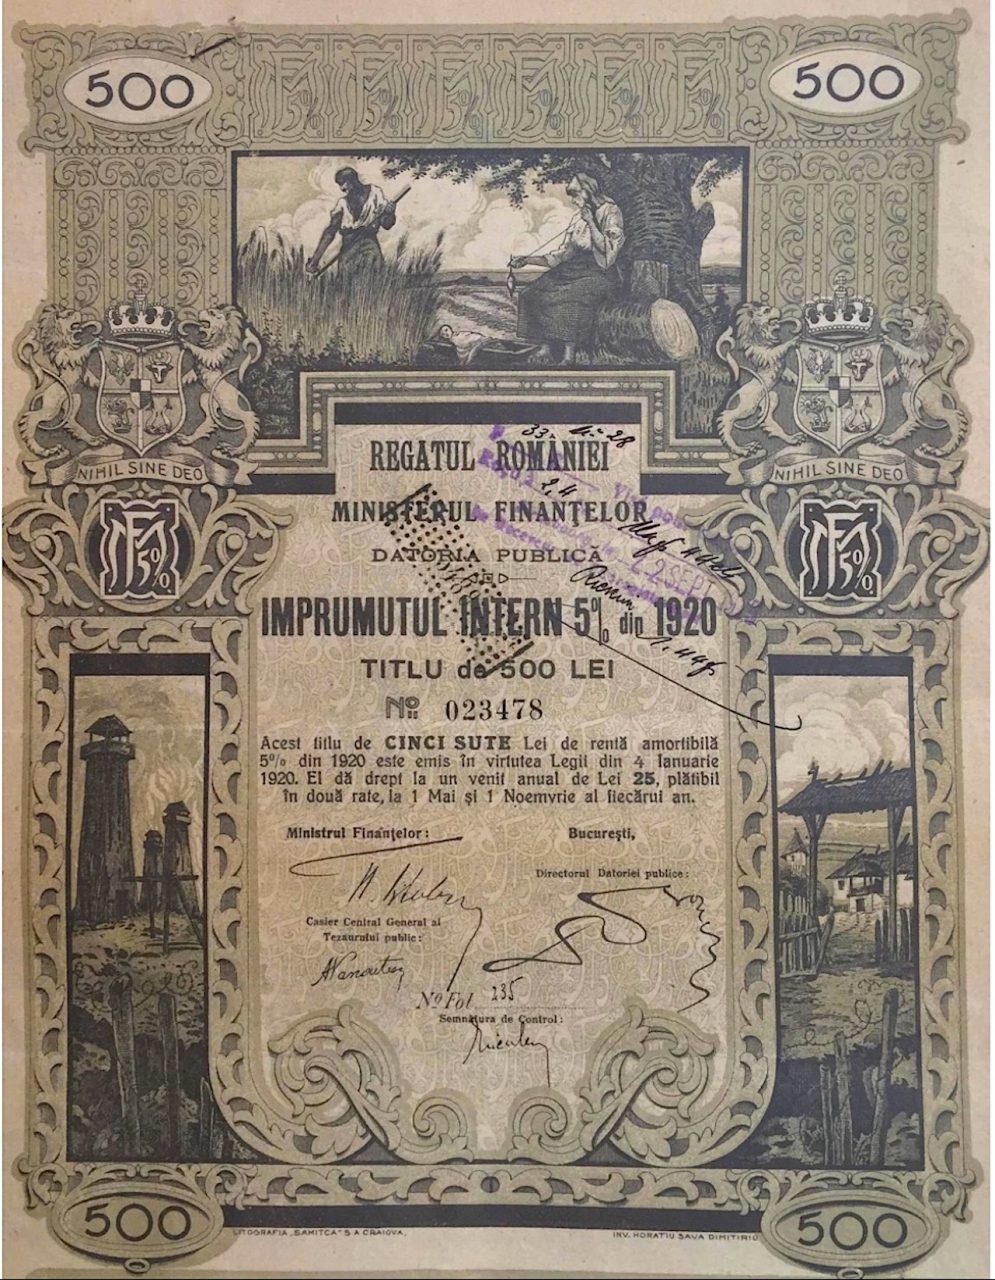 500 500
NIHIL SINE DEO NIHIL SINE DEO
REGATUL ROMÂNIEI
MINISTERUL FINANȚELOR
DATORIA PUBLICĂ
IMPRUMUTUL INTERN 5% din 1920
TITLU de 500 LEI
No 023478
Acest titlu de CINCI SUTE Lei de rentă amortibilă
5% din 1920 este emis în virtutea Legii din 4 Ianuarie
1920. El dă drept la un venit anual de Lei 25, plătibil
în două rate, la 1 Mai și 1 Noemvrie al fiecărui an.
Ministrul Finanțelor: București,
Directorul Datoriei publice:
Casier Central General al
Tezaurului public:
No Fol 235
Semnătura de Control:
500 500
LITOGRAFIA „SAMITCA" S A CRAIOVA, INV. HORATIU SAVA DIMITRIU